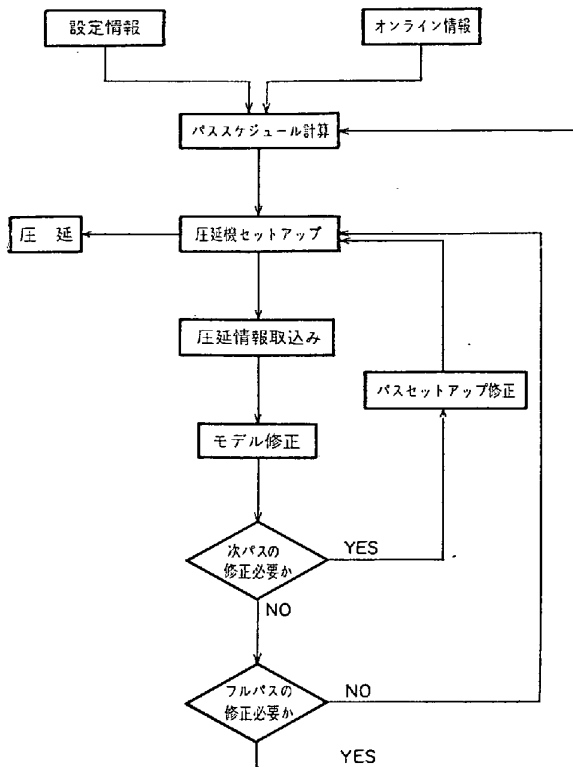 設定情報
オンライン情報
パススケジュール計算
圧延
圧延機セットアップ
圧延情報取込み
パスセットアップ修正
モデル修正
次パスの
修正必要か
YES
NO
フルパスの
修正必要か
NO
YES